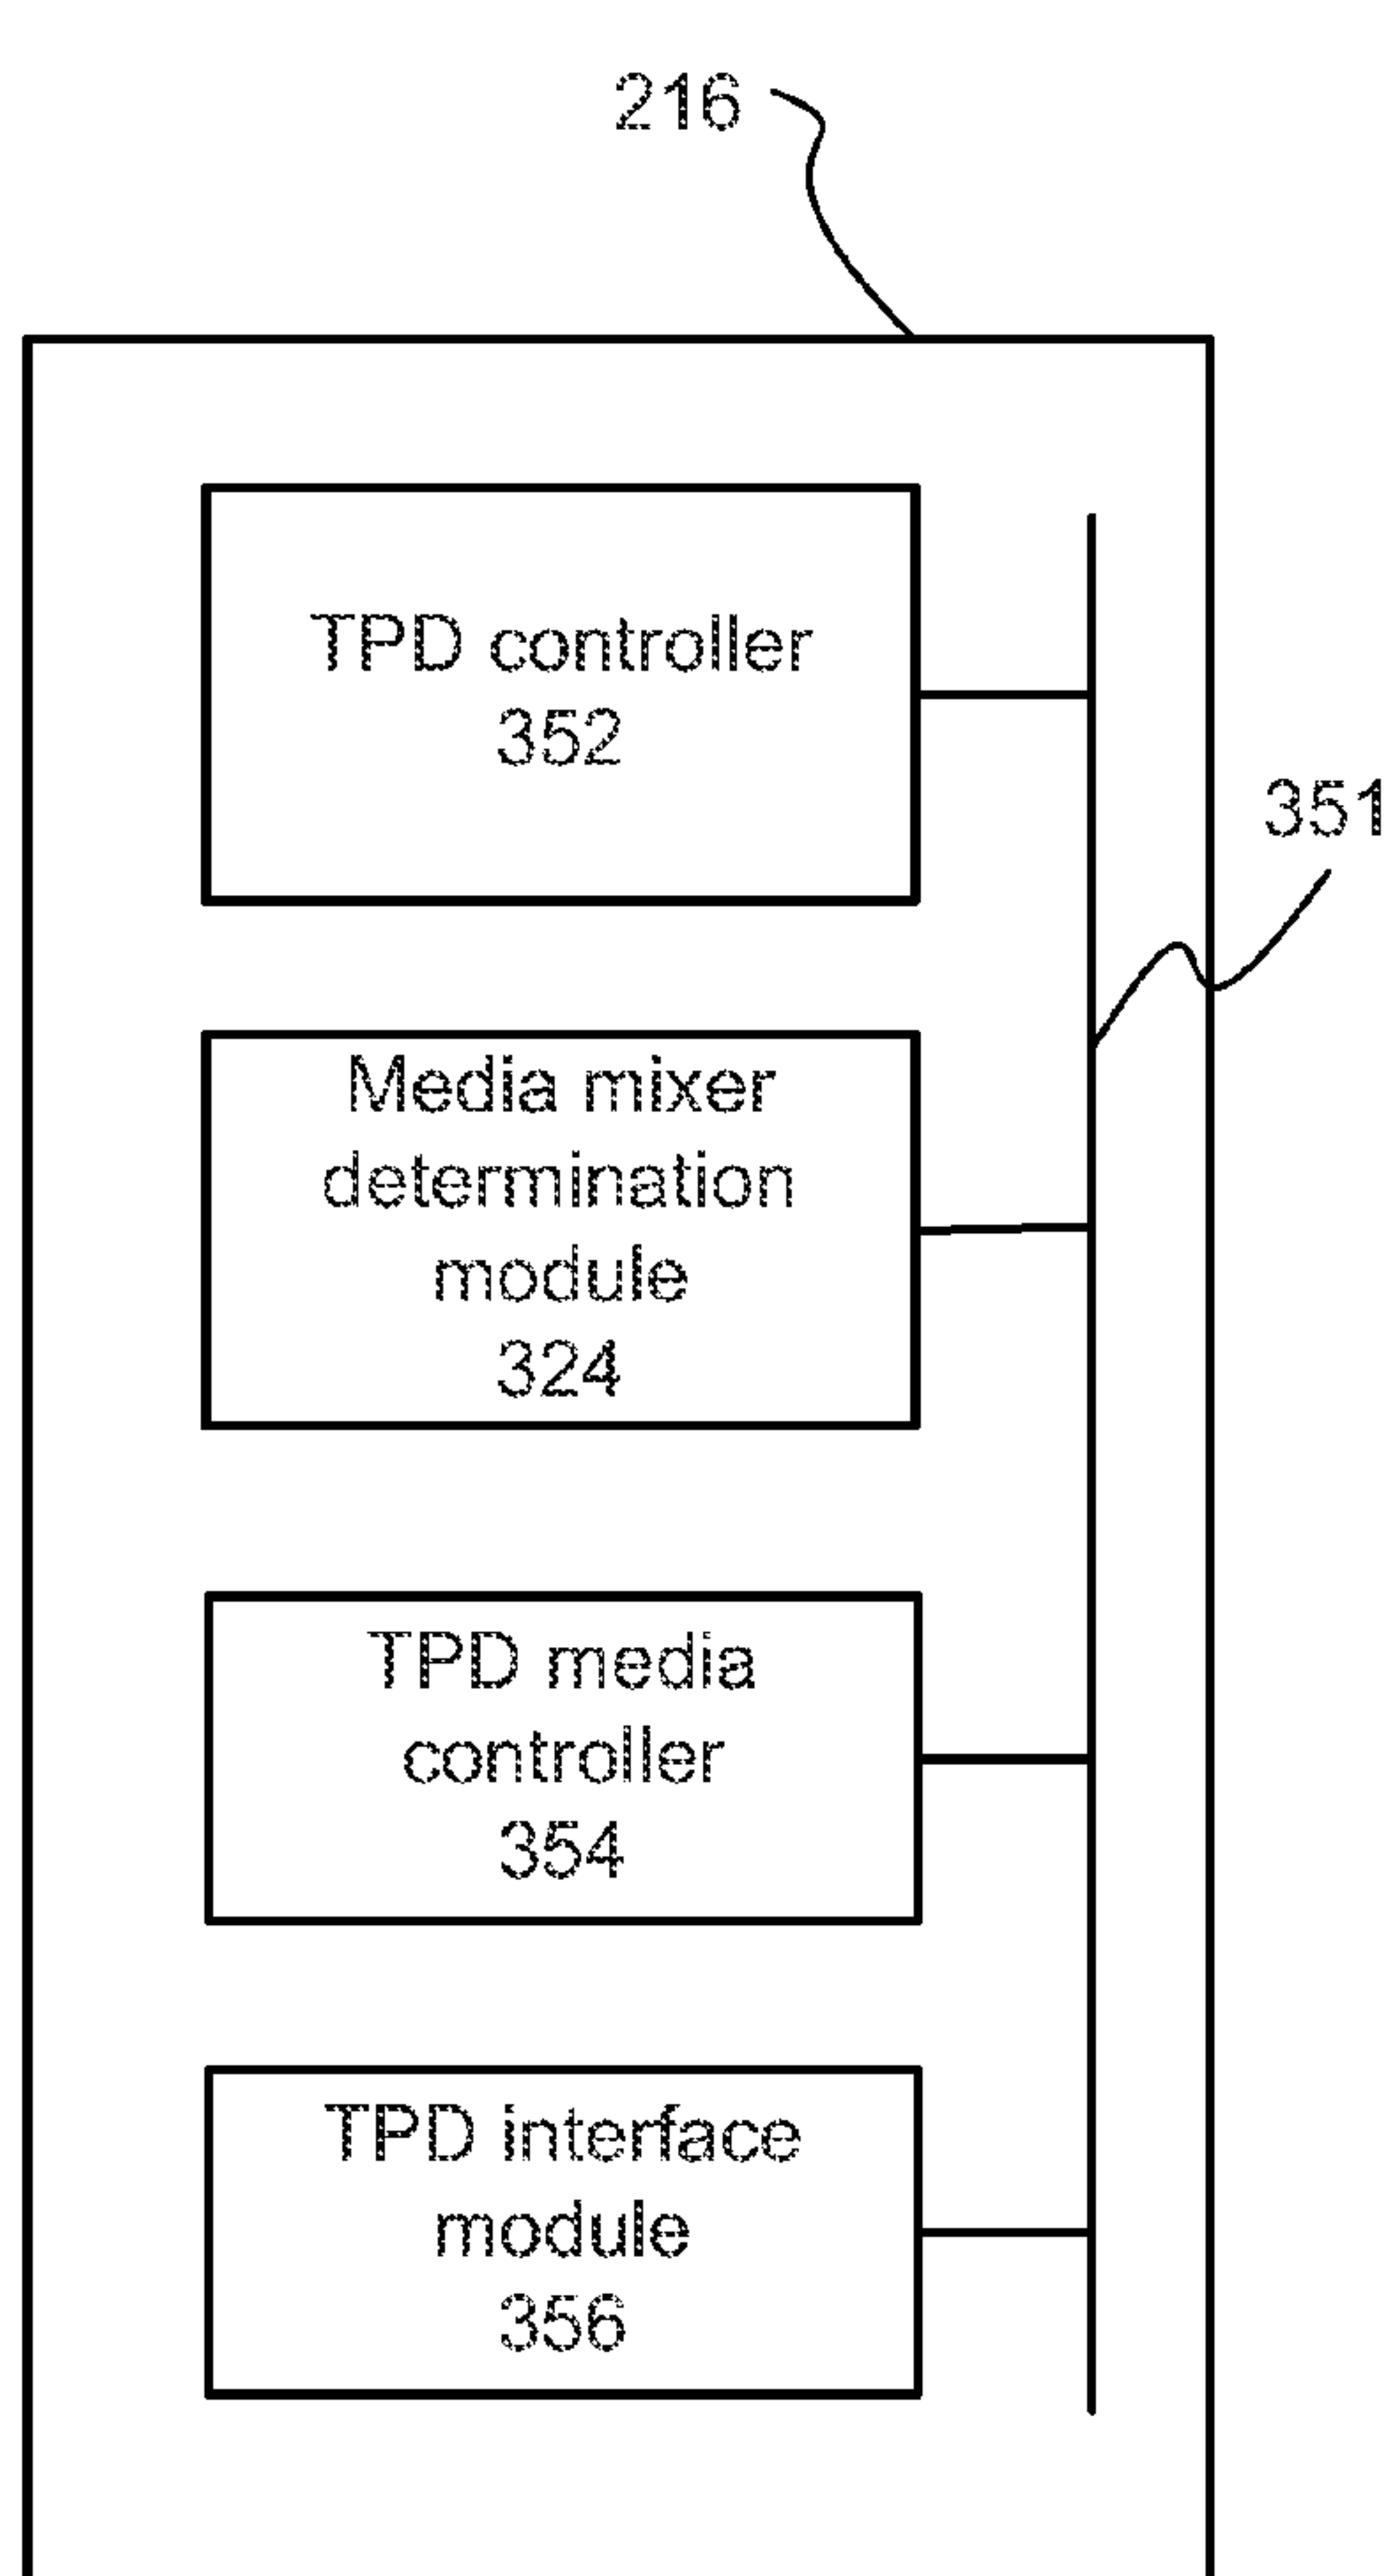 216
TPD controller
352
351
Media mixer
determination
module
324
TPD media
controller
354
TPD interface
module
356